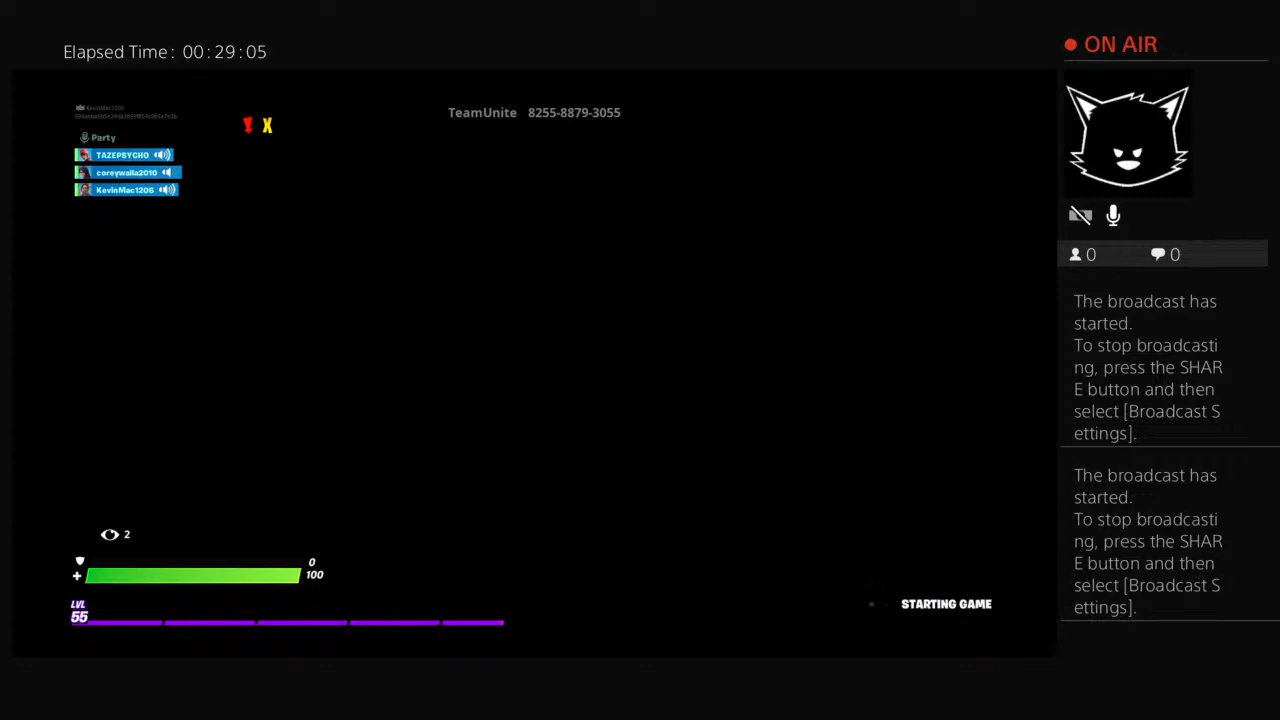 Elapsed Time: 00:29:05
ON AIR
KevinMac1206
TeamUnite 8255-8879-3055
Party
TAZEPSYCHO
coreywalla2010
KevinMac1206
0 0
The broadcast has
started.
To stop broadcasti
ng, press the SHAR
E button and then
select [Broadcast S
ettings].
The broadcast has
started.
To stop broadcasti
ng, press the SHAR
E button and then
select [Broadcast S
ettings].
2
0
100
LVL
55
STARTING GAME